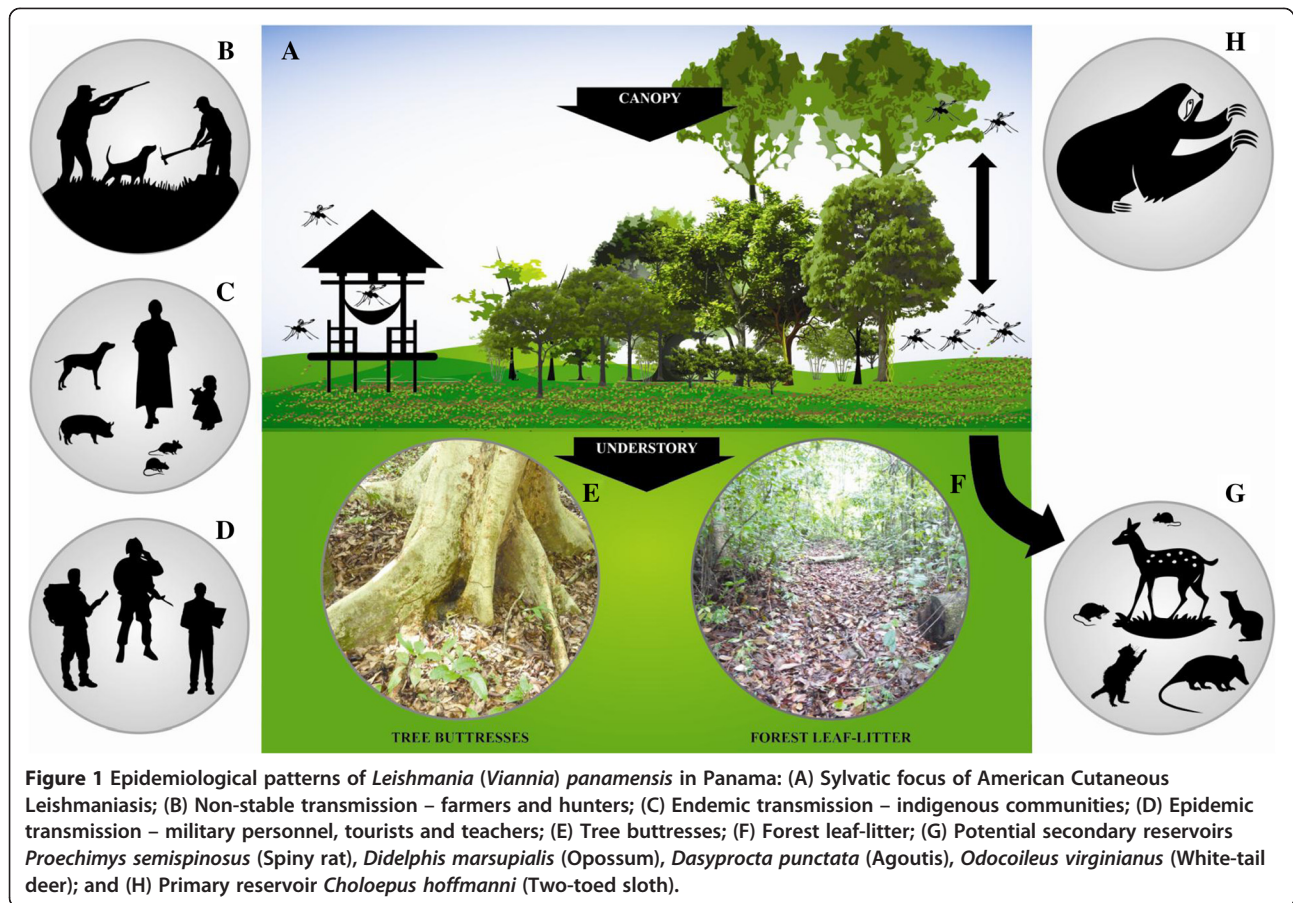 B
A
H
CANOPY
C
UNDERSTORY
E
F
G
D
TREE BUTTRESSES
FOREST LEAF-LITTER
Figure 1 Epidemiological patterns of Leishmania (Viannia) panamensis in Panama: (A) Sylvatic focus of American Cutaneous
Leishmaniasis; (B) Non-stable transmission – farmers and hunters; (C) Endemic transmission – indigenous communities; (D) Epidemic
transmission – military personnel, tourists and teachers; (E) Tree buttresses; (F) Forest leaf-litter; (G) Potential secondary reservoirs
Proechimys semispinosus (Spiny rat), Didelphis marsupialis (Opossum), Dasyprocta punctata (Agoutis), Odocoileus virginianus (White-tail
deer); and (H) Primary reservoir Choloepus hoffmanni (Two-toed sloth).